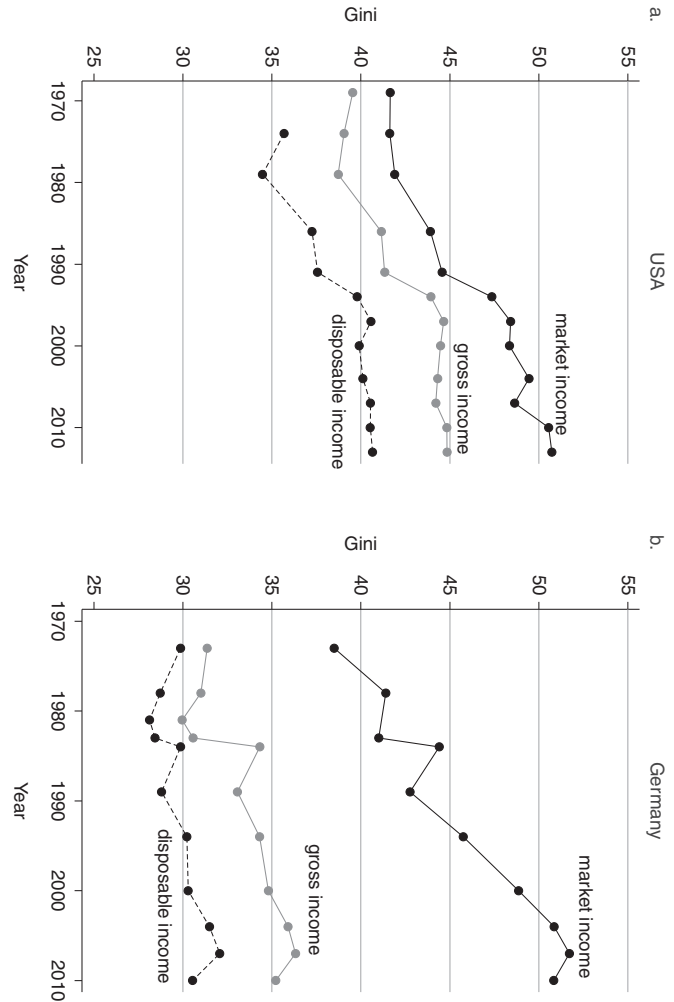 a.
USA
Gini
55
50
45
40
35
30
25
market income
gross income
disposable income
1970
1980
1990
2000
2010
Year
b.
Germany
Gini
55
50
45
40
35
30
25
market income
gross income
disposable income
1970
1980
1990
2000
2010
Year